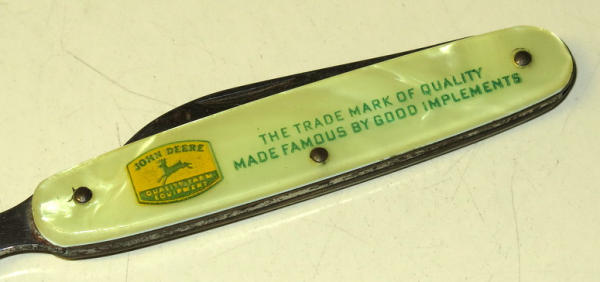 JOHN DEERE
QUALITY FARM
EQUIPMENT
THE TRADE MARK OF QUALITY
MADE FAMOUS BY GOOD IMPLEMENTS